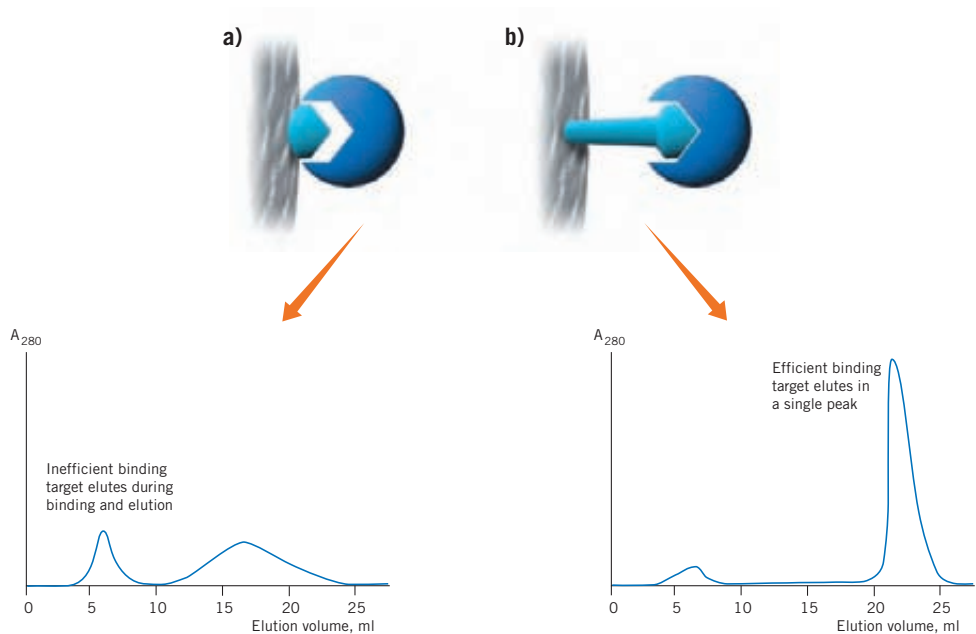 a)
b)
A280
Inefficient binding
target elutes during
binding and elution
0 5 10 15 20 25
Elution volume, ml
A280
Efficient binding
target elutes in
a single peak
0 5 10 15 20 25
Elution volume, ml